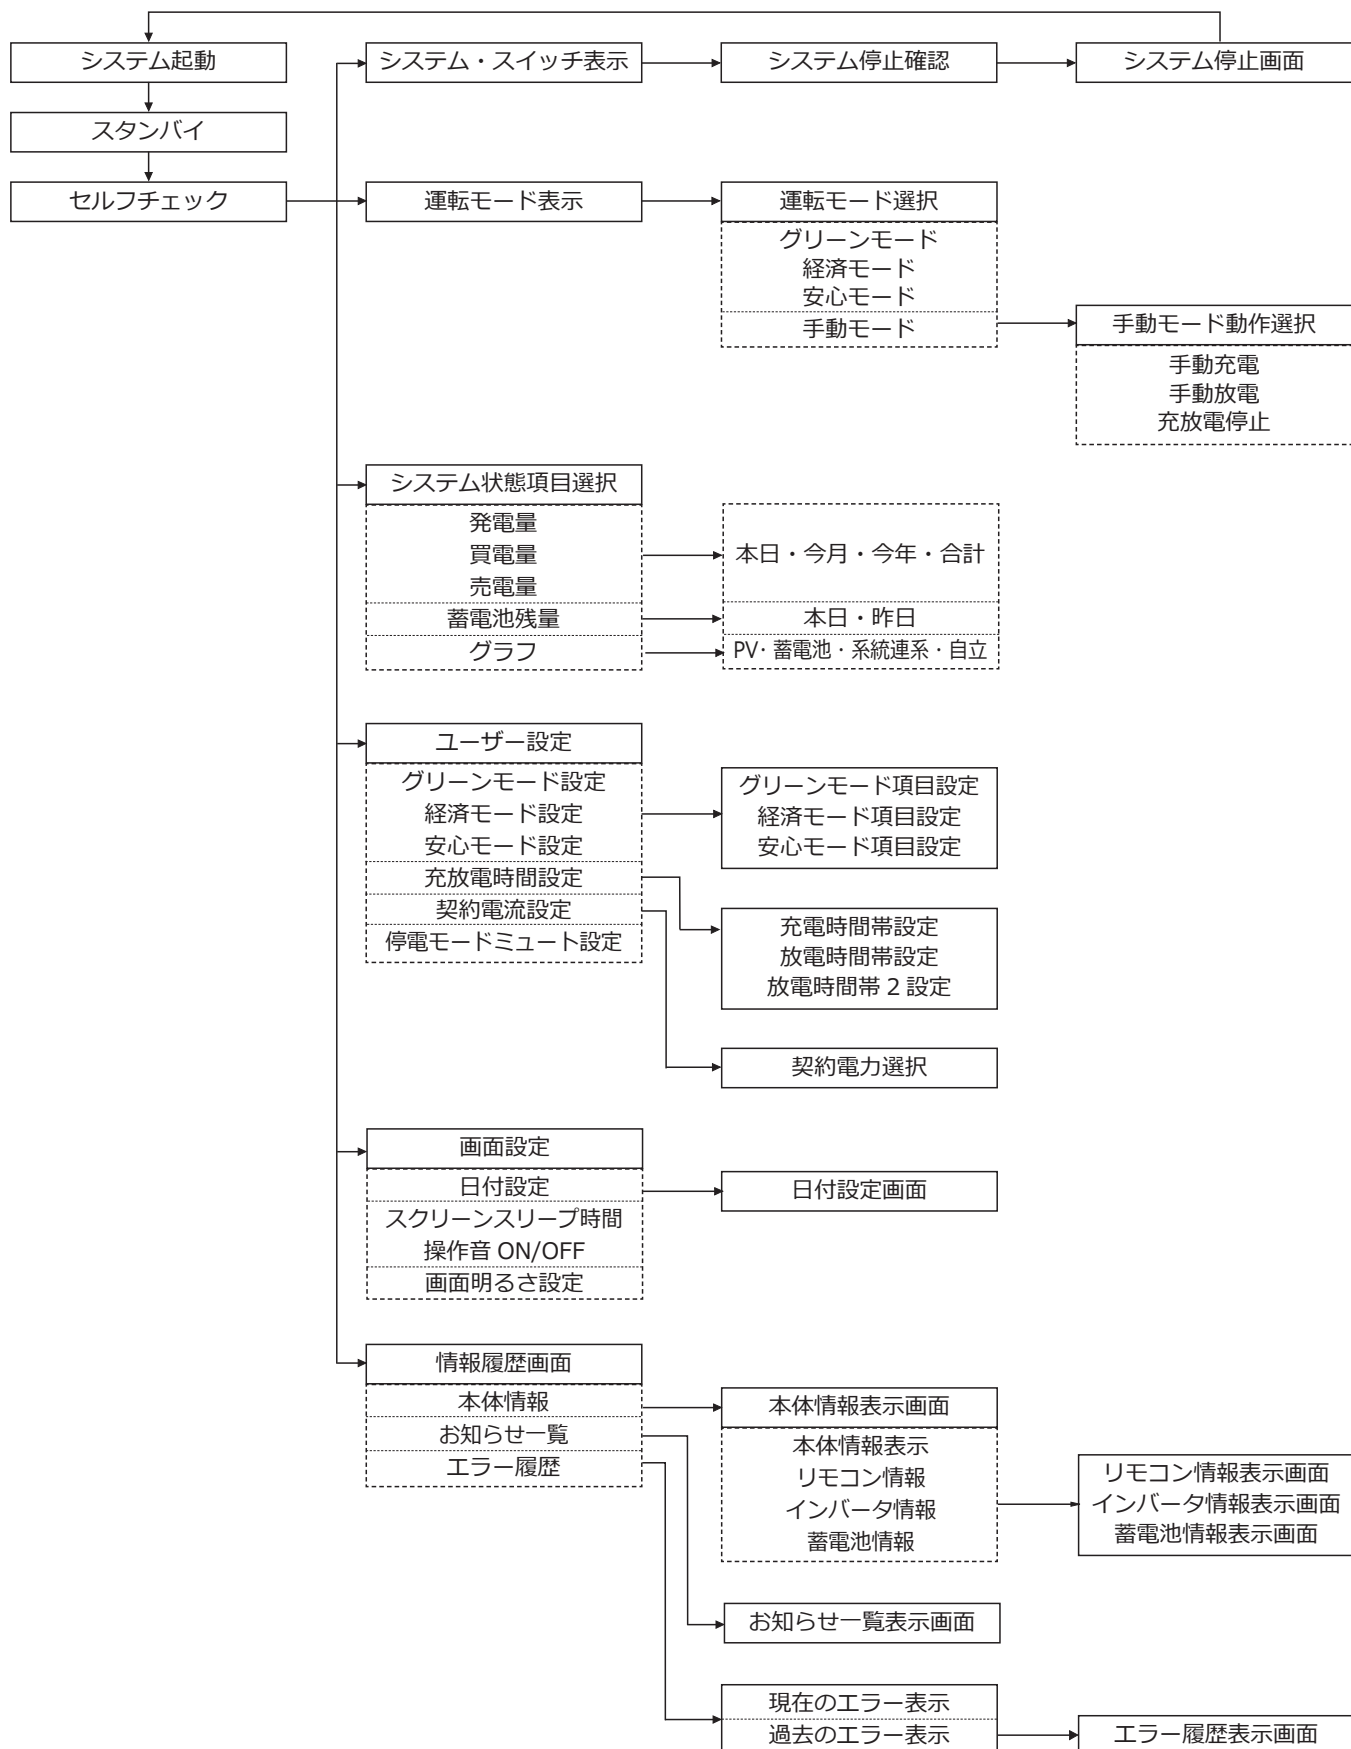 システム起動
スタンバイ
セルフチェック
システム・スイッチ表示
システム停止確認
システム停止画面
運転モード表示
運転モード選択
グリーンモード
経済モード
安心モード
手動モード
手動モード動作選択
手動充電
手動放電
充放電停止
システム状態項目選択
発電量
買電量
売電量
蓄電池残量
グラフ
本日・今月・今年・合計
本日・昨日
PV・蓄電池・系統連系・自立
ユーザー設定
グリーンモード設定
経済モード設定
安心モード設定
充放電時間設定
契約電流設定
停電モードミュート設定
グリーンモード項目設定
経済モード項目設定
安心モード項目設定
充電時間帯設定
放電時間帯設定
放電時間帯 2 設定
契約電力選択
画面設定
日付設定
スクリーンスリープ時間
操作音 ON/OFF
画面明るさ設定
日付設定画面
情報履歴画面
本体情報
お知らせ一覧
エラー履歴
本体情報表示画面
本体情報表示
リモコン情報
インバータ情報
蓄電池情報
リモコン情報表示画面
インバータ情報表示画面
蓄電池情報表示画面
お知らせ一覧表示画面
現在のエラー表示
過去のエラー表示
エラー履歴表示画面